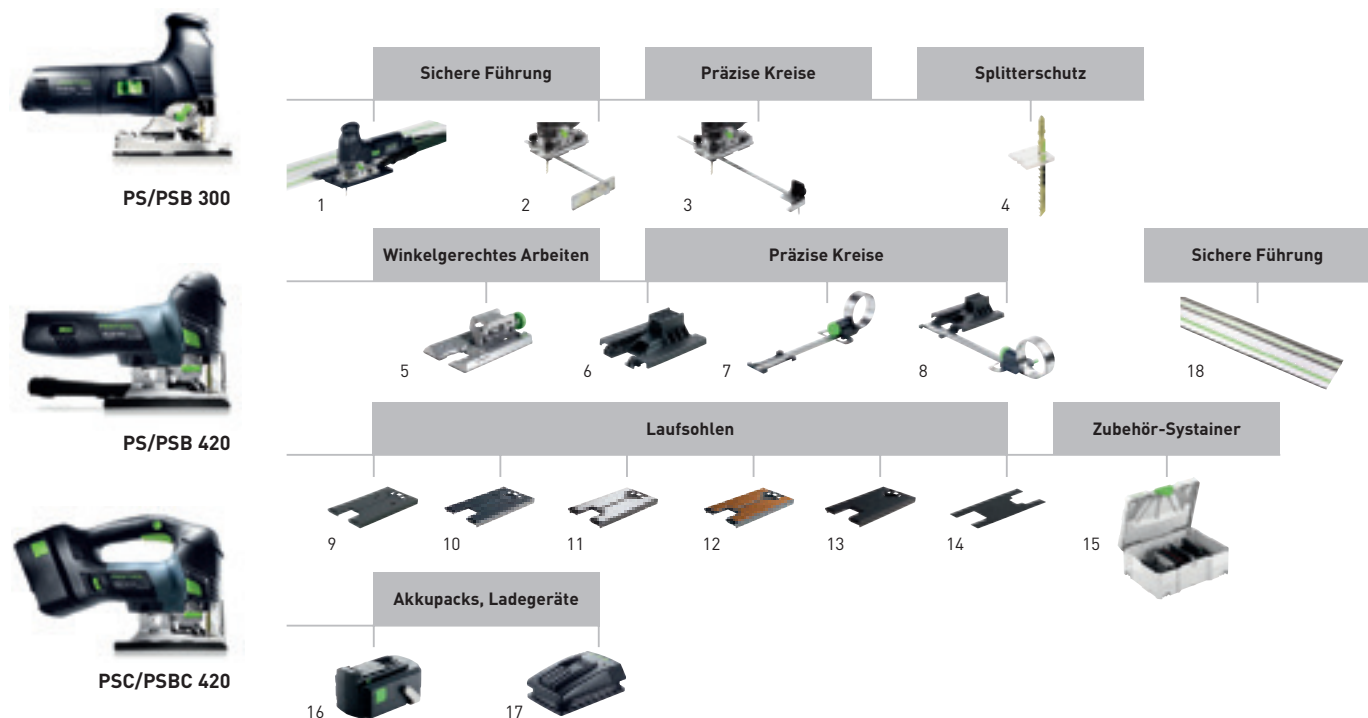 Sichere Führung
Präzise Kreise
Splitterschutz
PS/PSB 300
1
2
3
4
Winkelgerechtes Arbeiten
Präzise Kreise
Sichere Führung
5
6
7
8
18
PS/PSB 420
Laufsohlen
Zubehör-Systainer
9
10
11
12
13
14
15
Akkupacks, Ladegeräte
PSC/PSBC 420
16
17